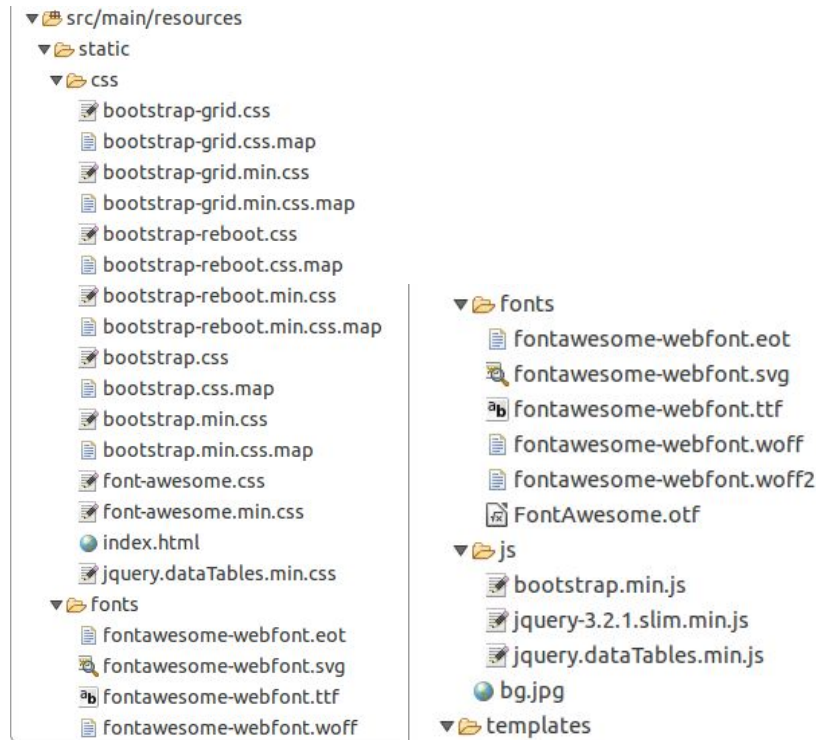 src/main/resources
static
css
bootstrap-grid.css
bootstrap-grid.css.map
bootstrap-grid.min.css
bootstrap-grid.min.css.map
bootstrap-reboot.css
bootstrap-reboot.css.map
bootstrap-reboot.min.css
bootstrap-reboot.min.css.map
bootstrap.css
bootstrap.css.map
bootstrap.min.css
bootstrap.min.css.map
font-awesome.css
font-awesome.min.css
index.html
jquery.dataTables.min.css
fonts
fontawesome-webfont.eot
fontawesome-webfont.svg
fontawesome-webfont.ttf
fontawesome-webfont.woff
fonts
fontawesome-webfont.eot
fontawesome-webfont.svg
fontawesome-webfont.ttf
fontawesome-webfont.woff
fontawesome-webfont.woff2
FontAwesome.otf
js
bootstrap.min.js
jquery-3.2.1.slim.min.js
jquery.dataTables.min.js
bg.jpg
templates